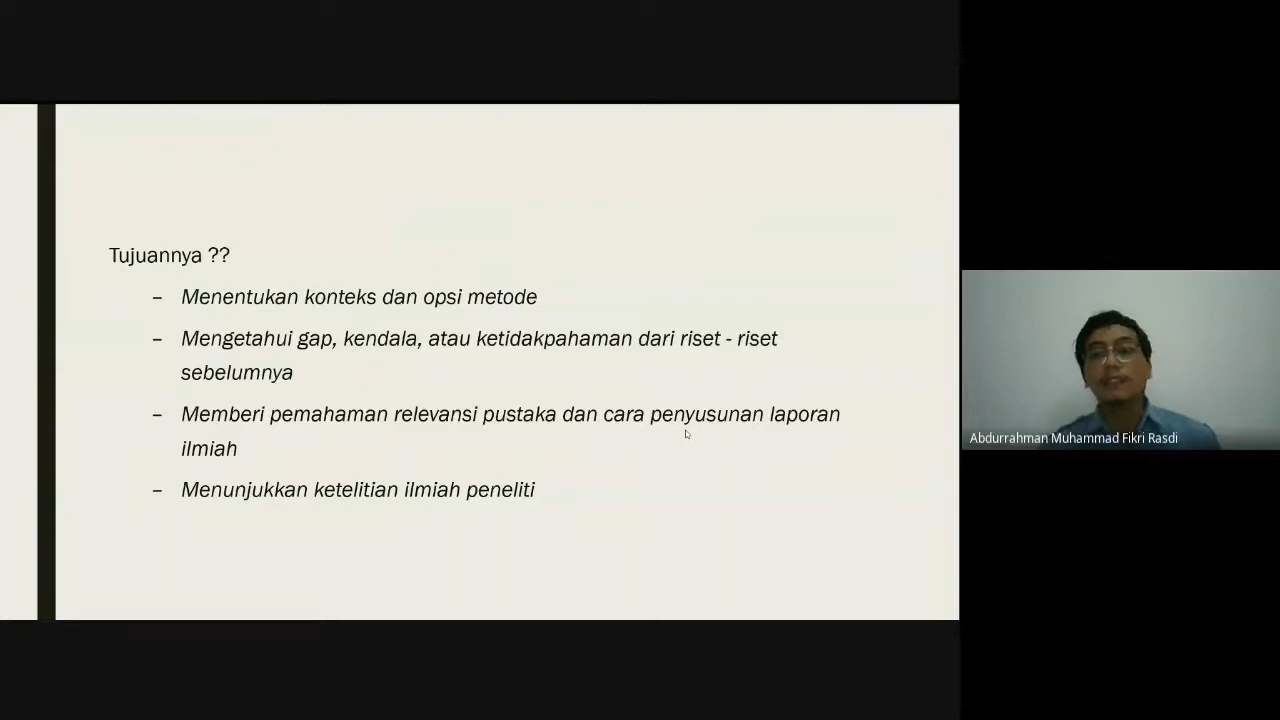 Tujuannya ??
– Menentukan konteks dan opsi metode
– Mengetahui gap, kendala, atau ketidakpahaman dari riset - riset
sebelumnya
– Memberi pemahaman relevansi pustaka dan cara penyusunan laporan
ilmiah
– Menunjukkan ketelitian ilmiah peneliti
Abdurrahman Muhammad Fikri Rasdi